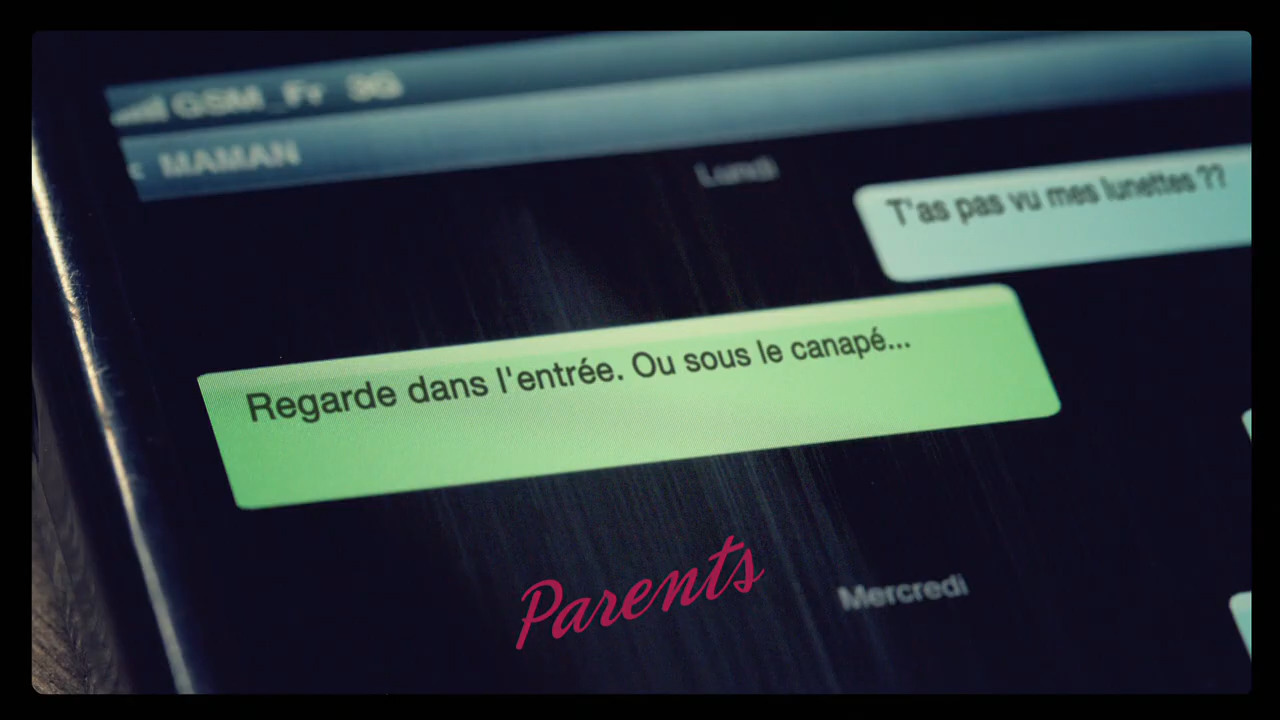 GSM_Fr 3G
MAMAN
Lundi
T'as pas vu mes lunettes ??
Regarde dans l'entrée. Ou sous le canapé...
Parents
Mercredi